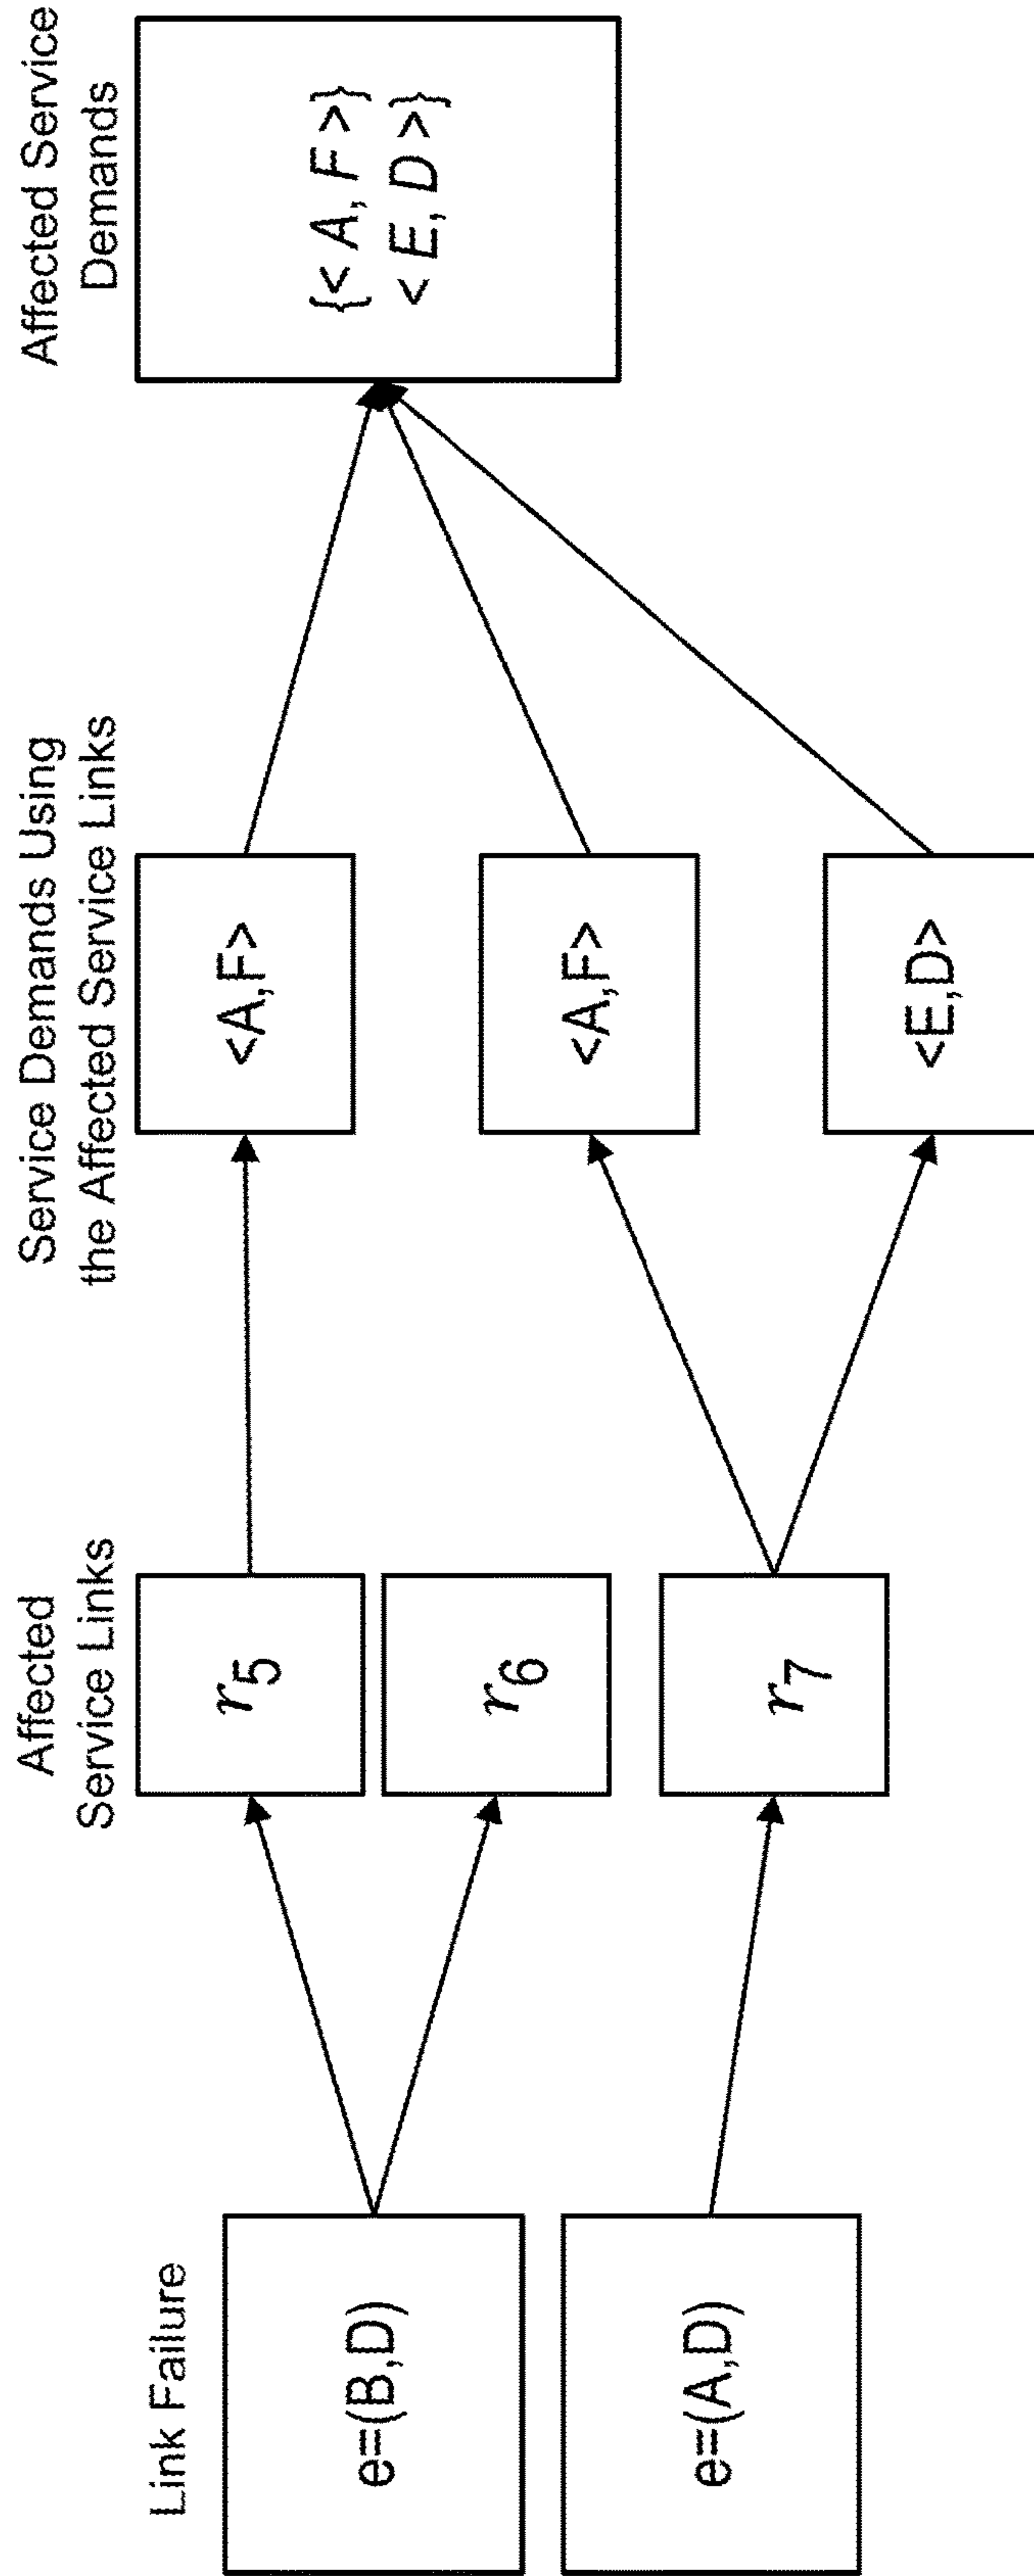 Link Failure
e=(B,D)
e=(A,D)
Affected
Service Links
r5
r6
r7
Service Demands Using
the Affected Service Links
<A,F>
<A,F>
<E,D>
Affected Service
Demands
{< A, F >}
< E, D >}